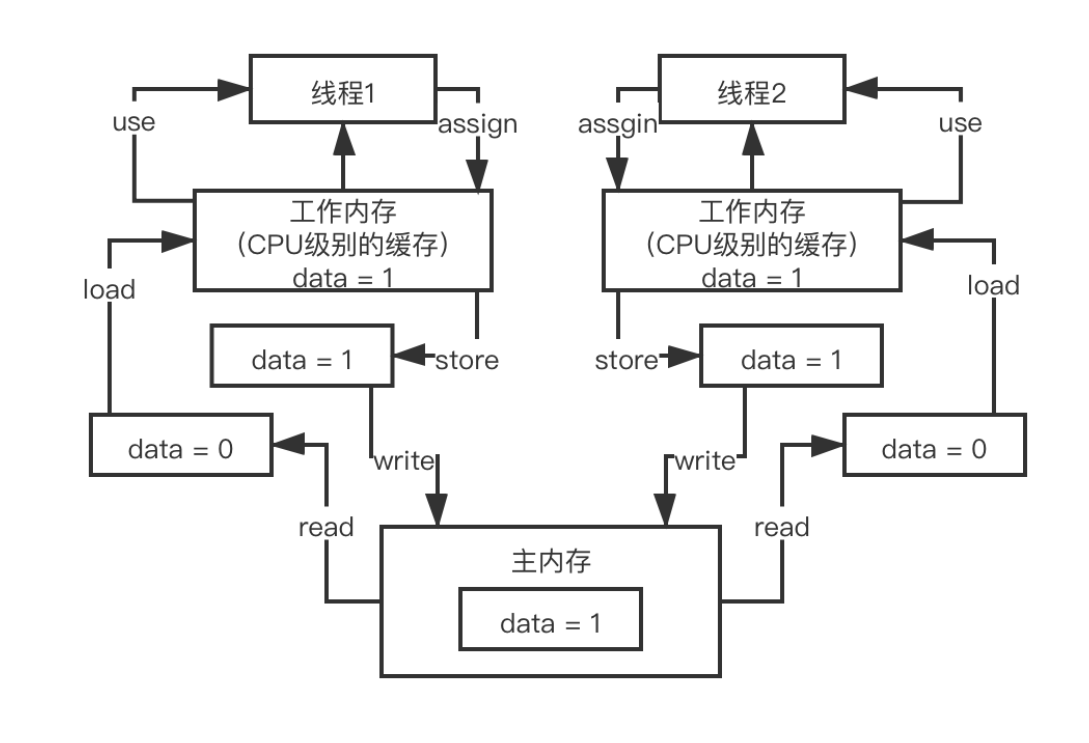 线程1
线程2
use
assign
assgin
use
工作内存
（CPU级别的缓存）
data = 1
工作内存
（CPU级别的缓存）
data = 1
load
load
data = 1
store
store
data = 1
data = 0
write
write
data = 0
read
read
主内存
data = 1